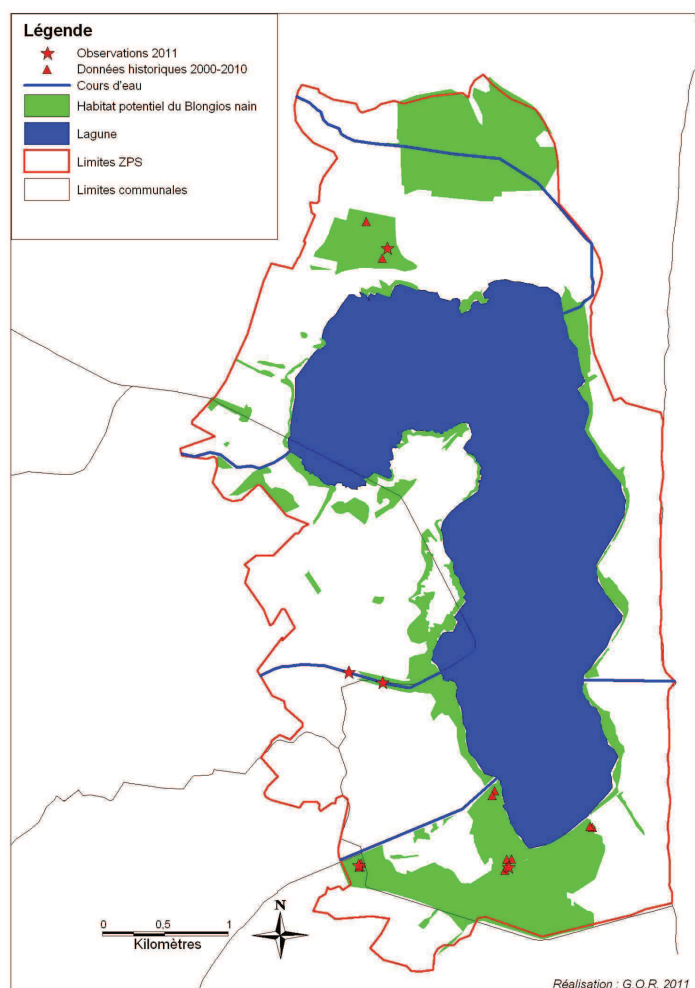 Légende
Observations 2011
Données historiques 2000-2010
Cours d'eau
Habitat potentiel du Blongios nain
Lagune
Limites ZPS
Limites communales
N
0 0,5 1
Kilomètres
Réalisation : G.O.R. 2011